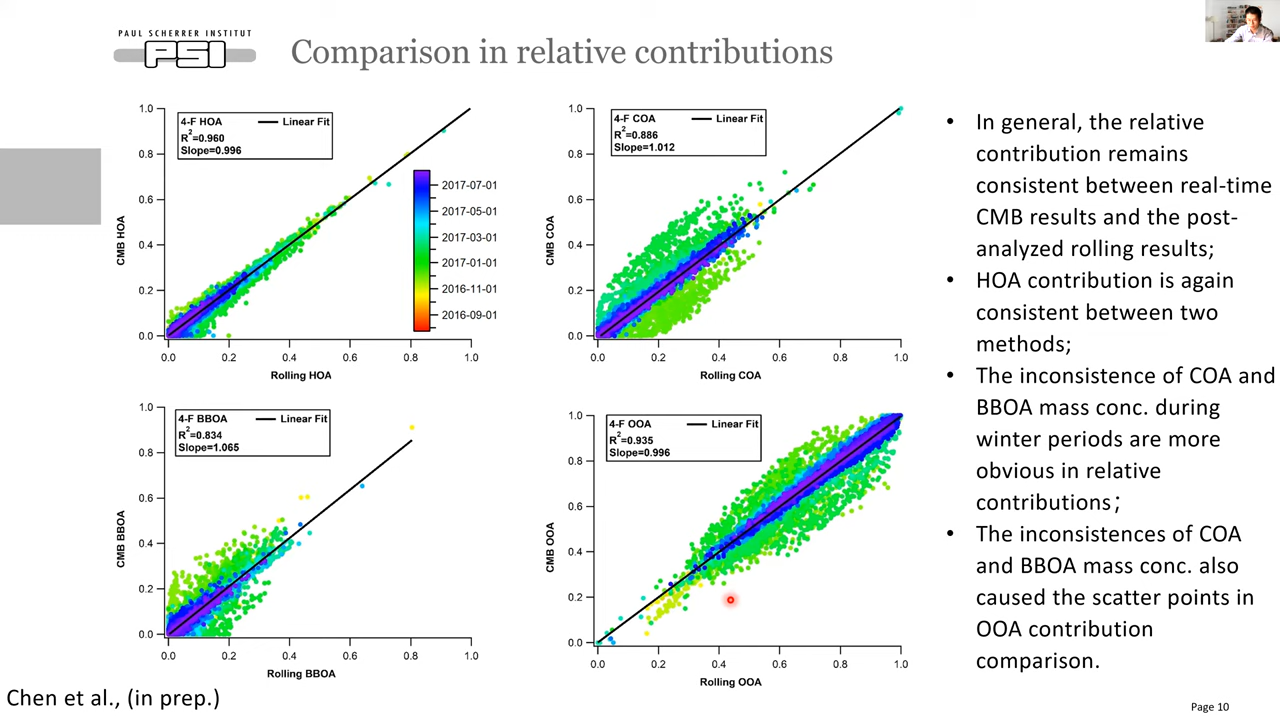 PAUL SCHERRER INSTITUT
PSI
Comparison in relative contributions
1.0
0.8
0.6
0.4
0.2
0.0
CMB HOA
4-F HOA
Linear Fit
R²=0.960
Slope=0.996
2017-07-01
2017-05-01
2017-03-01
2017-01-01
2016-11-01
2016-09-01
0.0 0.2 0.4 0.6 0.8 1.0
Rolling HOA
1.0
0.8
0.6
0.4
0.2
0.0
CMB COA
4-F COA
Linear Fit
R²=0.886
Slope=1.012
0.0 0.2 0.4 0.6 0.8 1.0
Rolling COA
1.0
0.8
0.6
0.4
0.2
0.0
CMB BBOA
4-F BBOA
Linear Fit
R²=0.834
Slope=1.065
0.0 0.2 0.4 0.6 0.8 1.0
Rolling BBOA
1.0
0.8
0.6
0.4
0.2
0.0
CMB OOA
4-F OOA
Linear Fit
R²=0.935
Slope=0.996
0.0 0.2 0.4 0.6 0.8 1.0
Rolling OOA
• In general, the relative
contribution remains
consistent between real-time
CMB results and the post-
analyzed rolling results;
• HOA contribution is again
consistent between two
methods;
• The inconsistence of COA and
BBOA mass conc. during
winter periods are more
obvious in relative
contributions；
• The inconsistences of COA
and BBOA mass conc. also
caused the scatter points in
OOA contribution
comparison.
Chen et al., (in prep.)
Page 10